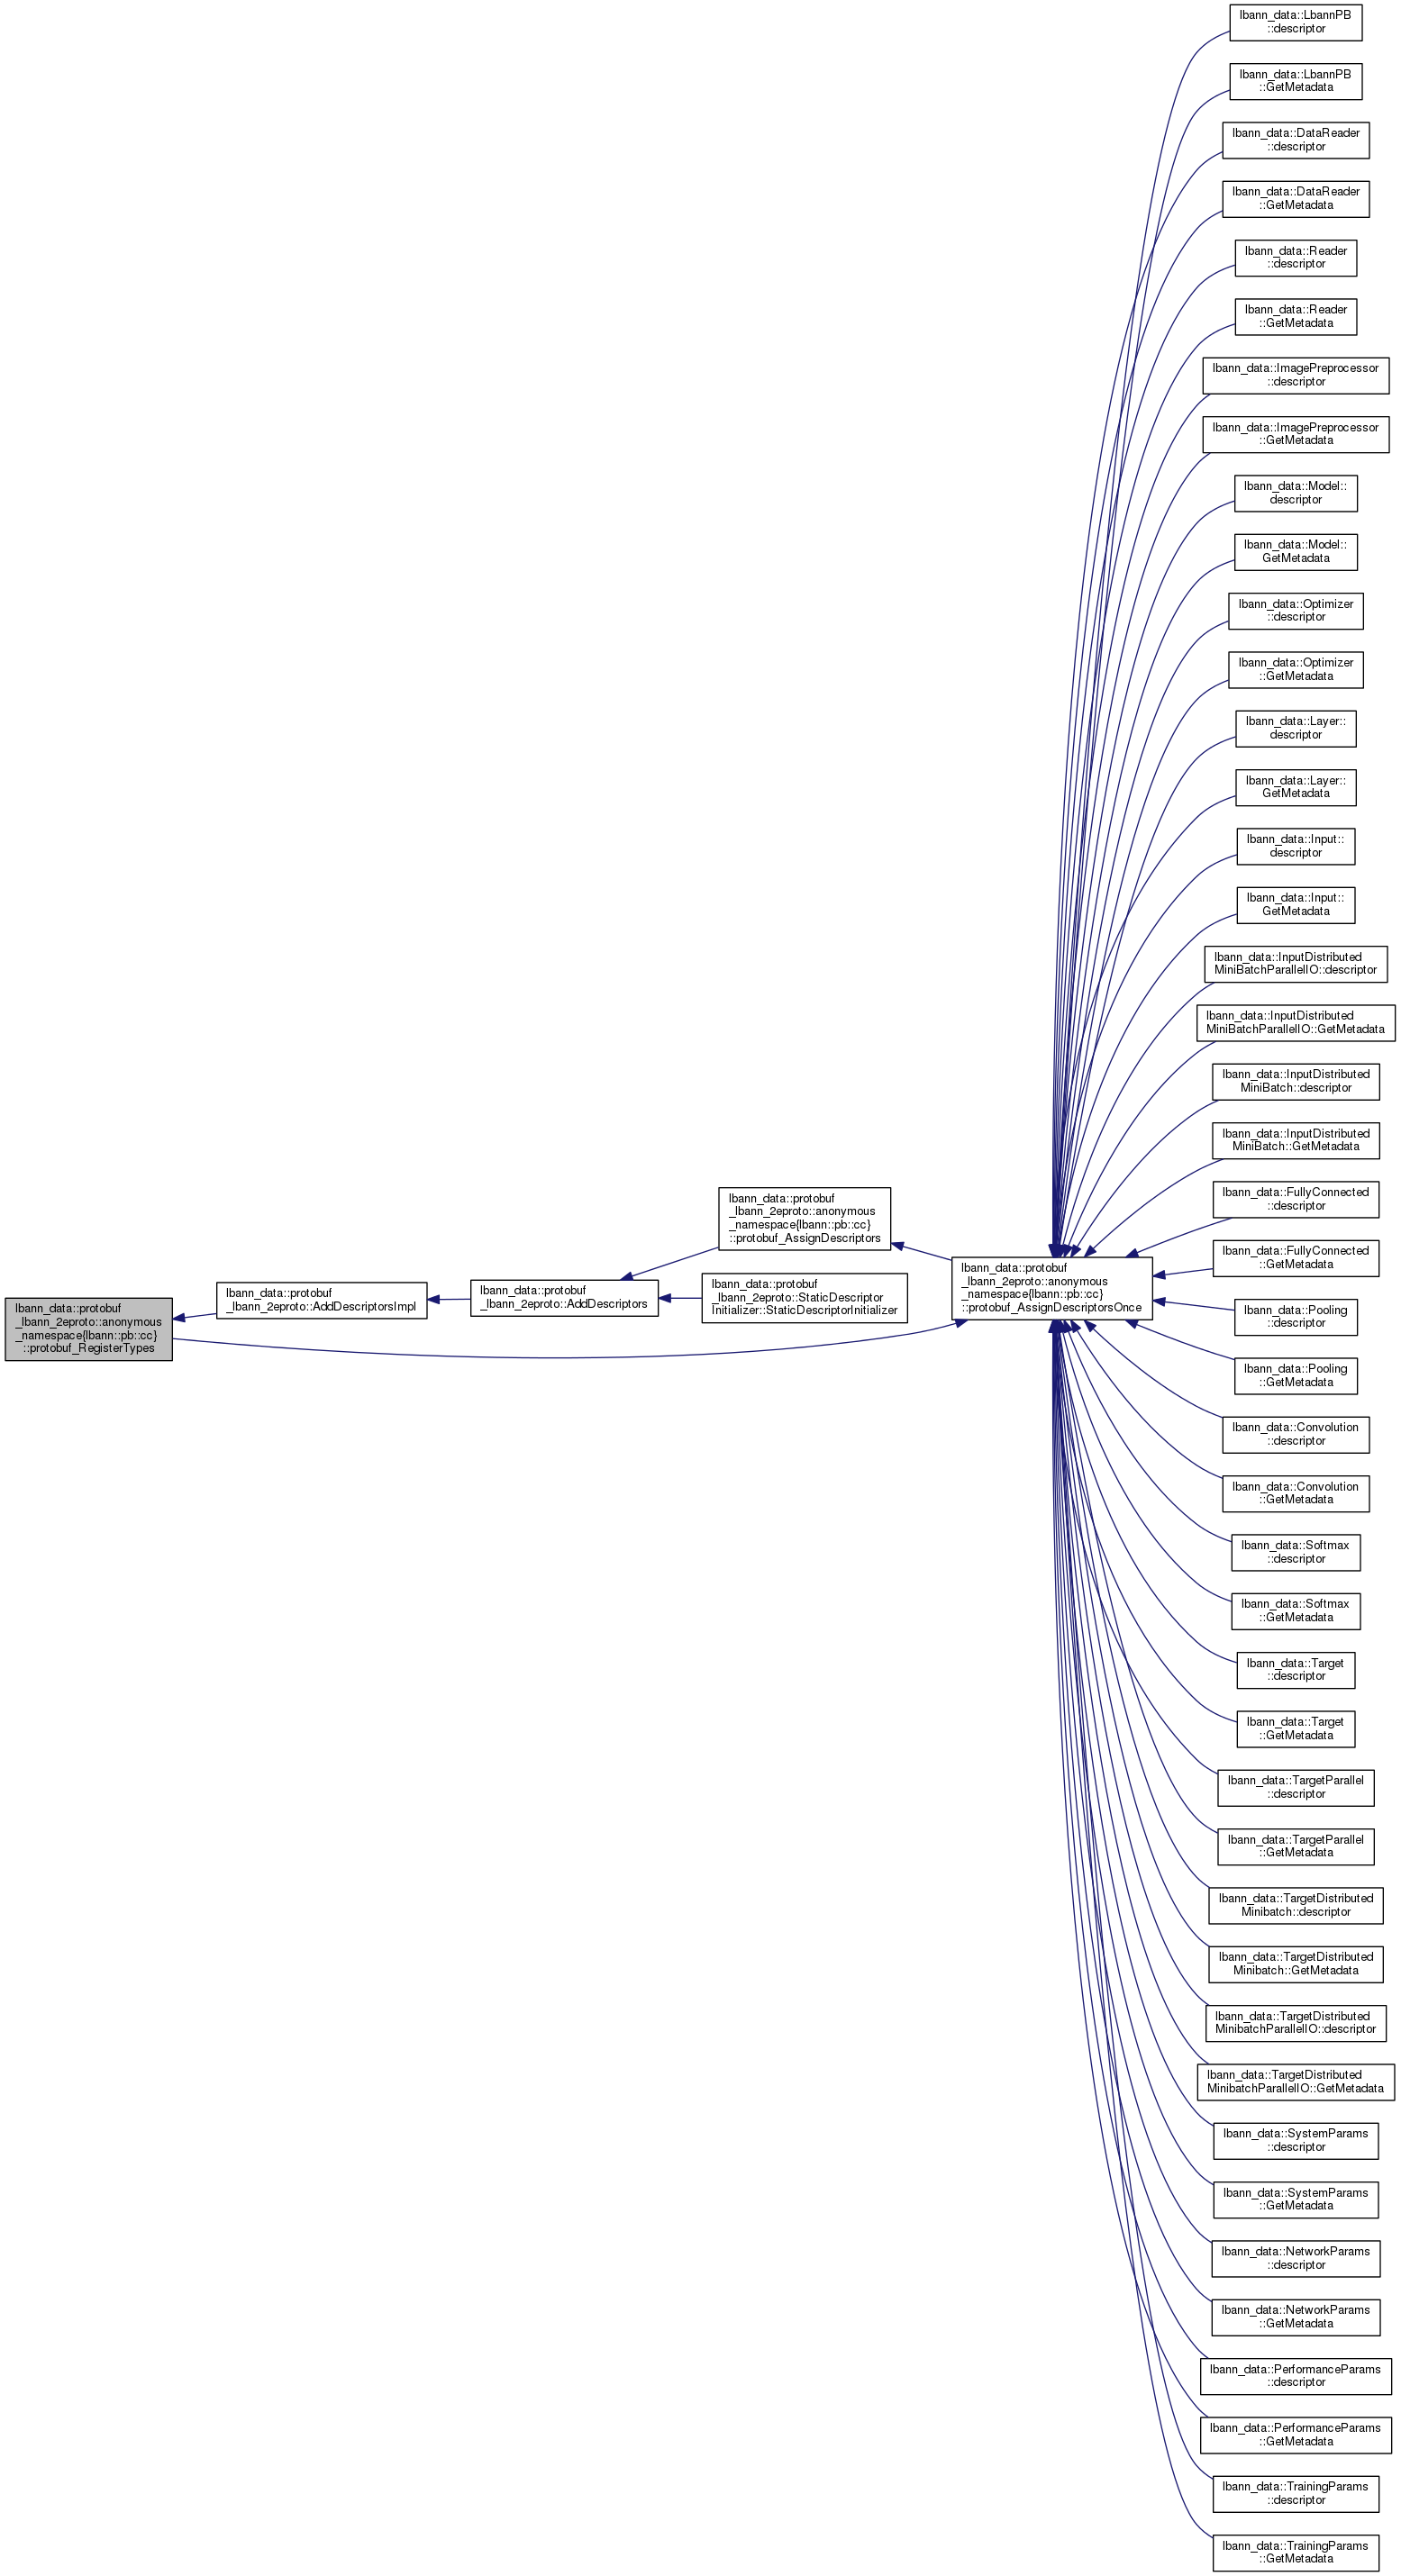 lbann_data::protobuf
_lbann_2eproto::anonymous
_namespace{lbann::pb::cc}
::protobuf_RegisterTypes
lbann_data::protobuf
_lbann_2eproto::AddDescriptorsImpl
lbann_data::protobuf
_lbann_2eproto::AddDescriptors
lbann_data::protobuf
_lbann_2eproto::anonymous
_namespace{lbann::pb::cc}
::protobuf_AssignDescriptors
lbann_data::protobuf
_lbann_2eproto::StaticDescriptor
Initializer::StaticDescriptorInitializer
lbann_data::protobuf
_lbann_2eproto::anonymous
_namespace{lbann::pb::cc}
::protobuf_AssignDescriptorsOnce
lbann_data::LbannPB
::descriptor
lbann_data::LbannPB
::GetMetadata
lbann_data::DataReader
::descriptor
lbann_data::DataReader
::GetMetadata
lbann_data::Reader
::descriptor
lbann_data::Reader
::GetMetadata
lbann_data::ImagePreprocessor
::descriptor
lbann_data::ImagePreprocessor
::GetMetadata
lbann_data::Model::
descriptor
lbann_data::Model::
GetMetadata
lbann_data::Optimizer
::descriptor
lbann_data::Optimizer
::GetMetadata
lbann_data::Layer::
descriptor
lbann_data::Layer::
GetMetadata
lbann_data::Input::
descriptor
lbann_data::Input::
GetMetadata
lbann_data::InputDistributed
MiniBatchParallelIO::descriptor
lbann_data::InputDistributed
MiniBatchParallelIO::GetMetadata
lbann_data::InputDistributed
MiniBatch::descriptor
lbann_data::InputDistributed
MiniBatch::GetMetadata
lbann_data::FullyConnected
::descriptor
lbann_data::FullyConnected
::GetMetadata
lbann_data::Pooling
::descriptor
lbann_data::Pooling
::GetMetadata
lbann_data::Convolution
::descriptor
lbann_data::Convolution
::GetMetadata
lbann_data::Softmax
::descriptor
lbann_data::Softmax
::GetMetadata
lbann_data::Target
::descriptor
lbann_data::Target
::GetMetadata
lbann_data::TargetParallel
::descriptor
lbann_data::TargetParallel
::GetMetadata
lbann_data::TargetDistributed
Minibatch::descriptor
lbann_data::TargetDistributed
Minibatch::GetMetadata
lbann_data::TargetDistributed
MinibatchParallelIO::descriptor
lbann_data::TargetDistributed
MinibatchParallelIO::GetMetadata
lbann_data::SystemParams
::descriptor
lbann_data::SystemParams
::GetMetadata
lbann_data::NetworkParams
::descriptor
lbann_data::NetworkParams
::GetMetadata
lbann_data::PerformanceParams
::descriptor
lbann_data::PerformanceParams
::GetMetadata
lbann_data::TrainingParams
::descriptor
lbann_data::TrainingParams
::GetMetadata